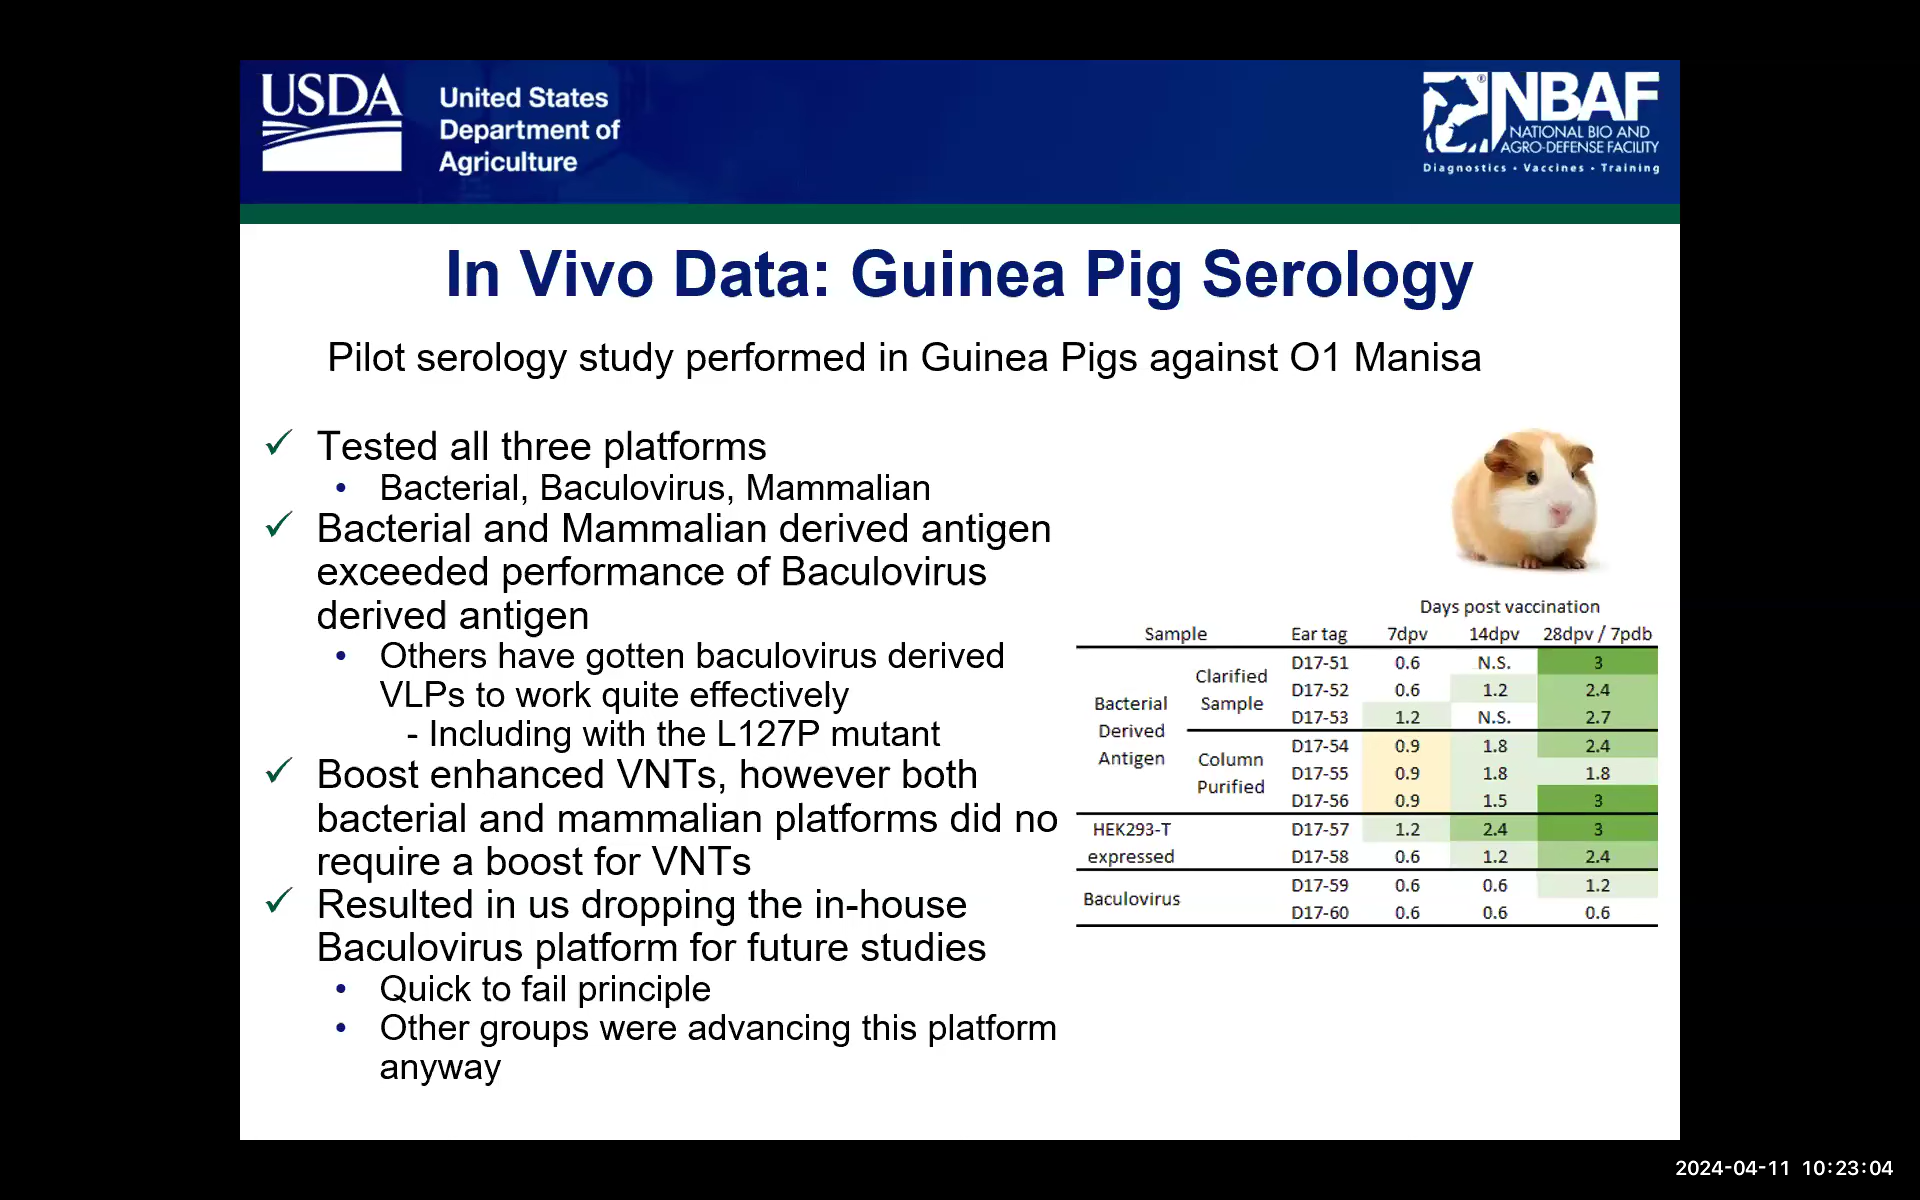 USDA
United States
Department of
Agriculture
NBAF
NATIONAL BIO AND
AGRO-DEFENSE FACILITY
Diagnostics • Vaccines • Training
In Vivo Data: Guinea Pig Serology
Pilot serology study performed in Guinea Pigs against O1 Manisa
✓ Tested all three platforms
• Bacterial, Baculovirus, Mammalian
✓ Bacterial and Mammalian derived antigen
exceeded performance of Baculovirus
derived antigen
• Others have gotten baculovirus derived
VLPs to work quite effectively
- Including with the L127P mutant
✓ Boost enhanced VNTs, however both
bacterial and mammalian platforms did no
require a boost for VNTs
✓ Resulted in us dropping the in-house
Baculovirus platform for future studies
• Quick to fail principle
• Other groups were advancing this platform
anyway
Days post vaccination
Sample Ear tag 7dpv 14dpv 28dpv / 7pdb
Bacterial
Derived
Antigen
Clarified
Sample
D17-51 0.6 N.S. 3
D17-52 0.6 1.2 2.4
D17-53 1.2 N.S. 2.7
Column
Purified
D17-54 0.9 1.8 2.4
D17-55 0.9 1.8 1.8
D17-56 0.9 1.5 3
HEK293-T
expressed
D17-57 1.2 2.4 3
D17-58 0.6 1.2 2.4
Baculovirus
D17-59 0.6 0.6 1.2
D17-60 0.6 0.6 0.6
2024-04-11 10:23:04